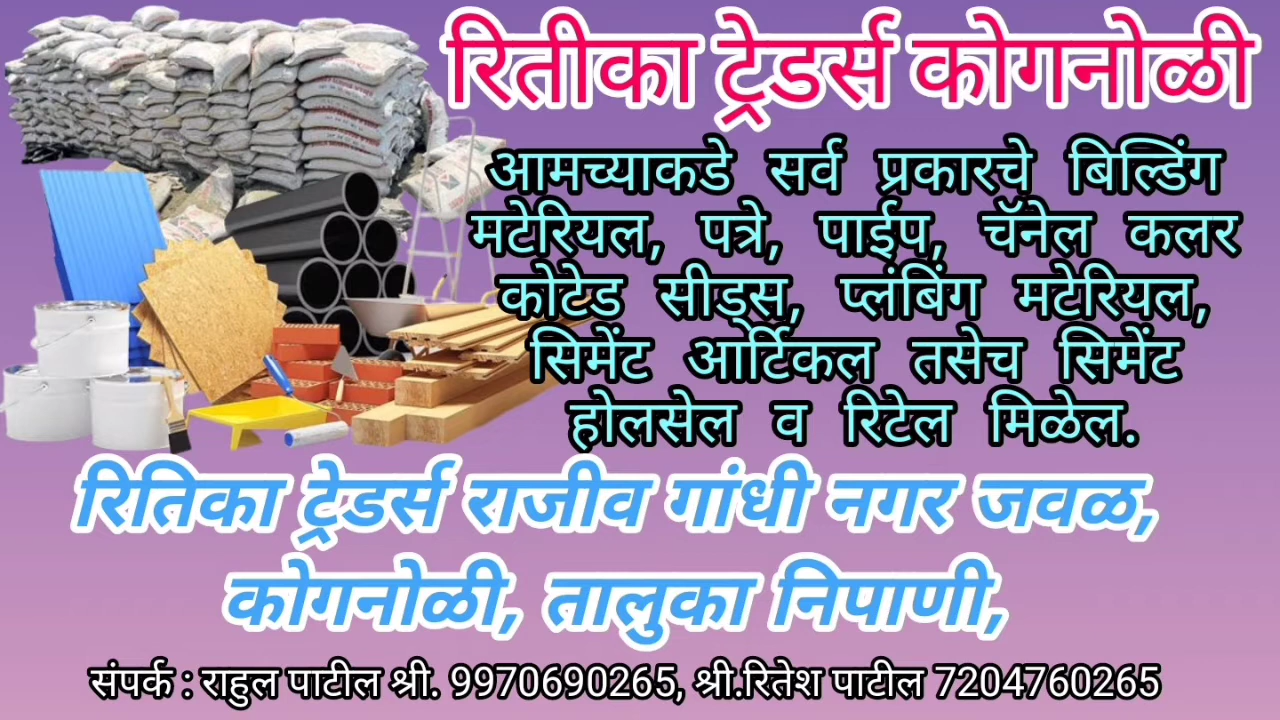 रितीका ट्रेडर्स कोगनोळी
आमच्याकडे सर्व प्रकारचे बिल्डिंग
मटेरियल, पत्रे, पाईप, चॅनेल कलर
कोटेड सीड्स, प्लंबिंग मटेरियल,
सिमेंट आर्टिकल तसेच सिमेंट
होलसेल व रिटेल मिळेल.
रितिका ट्रेडर्स राजीव गांधी नगर जवळ,
कोगनोळी, तालुका निपाणी,
संपर्क : राहुल पाटील श्री. 9970690265, श्री.रितेश पाटील 7204760265